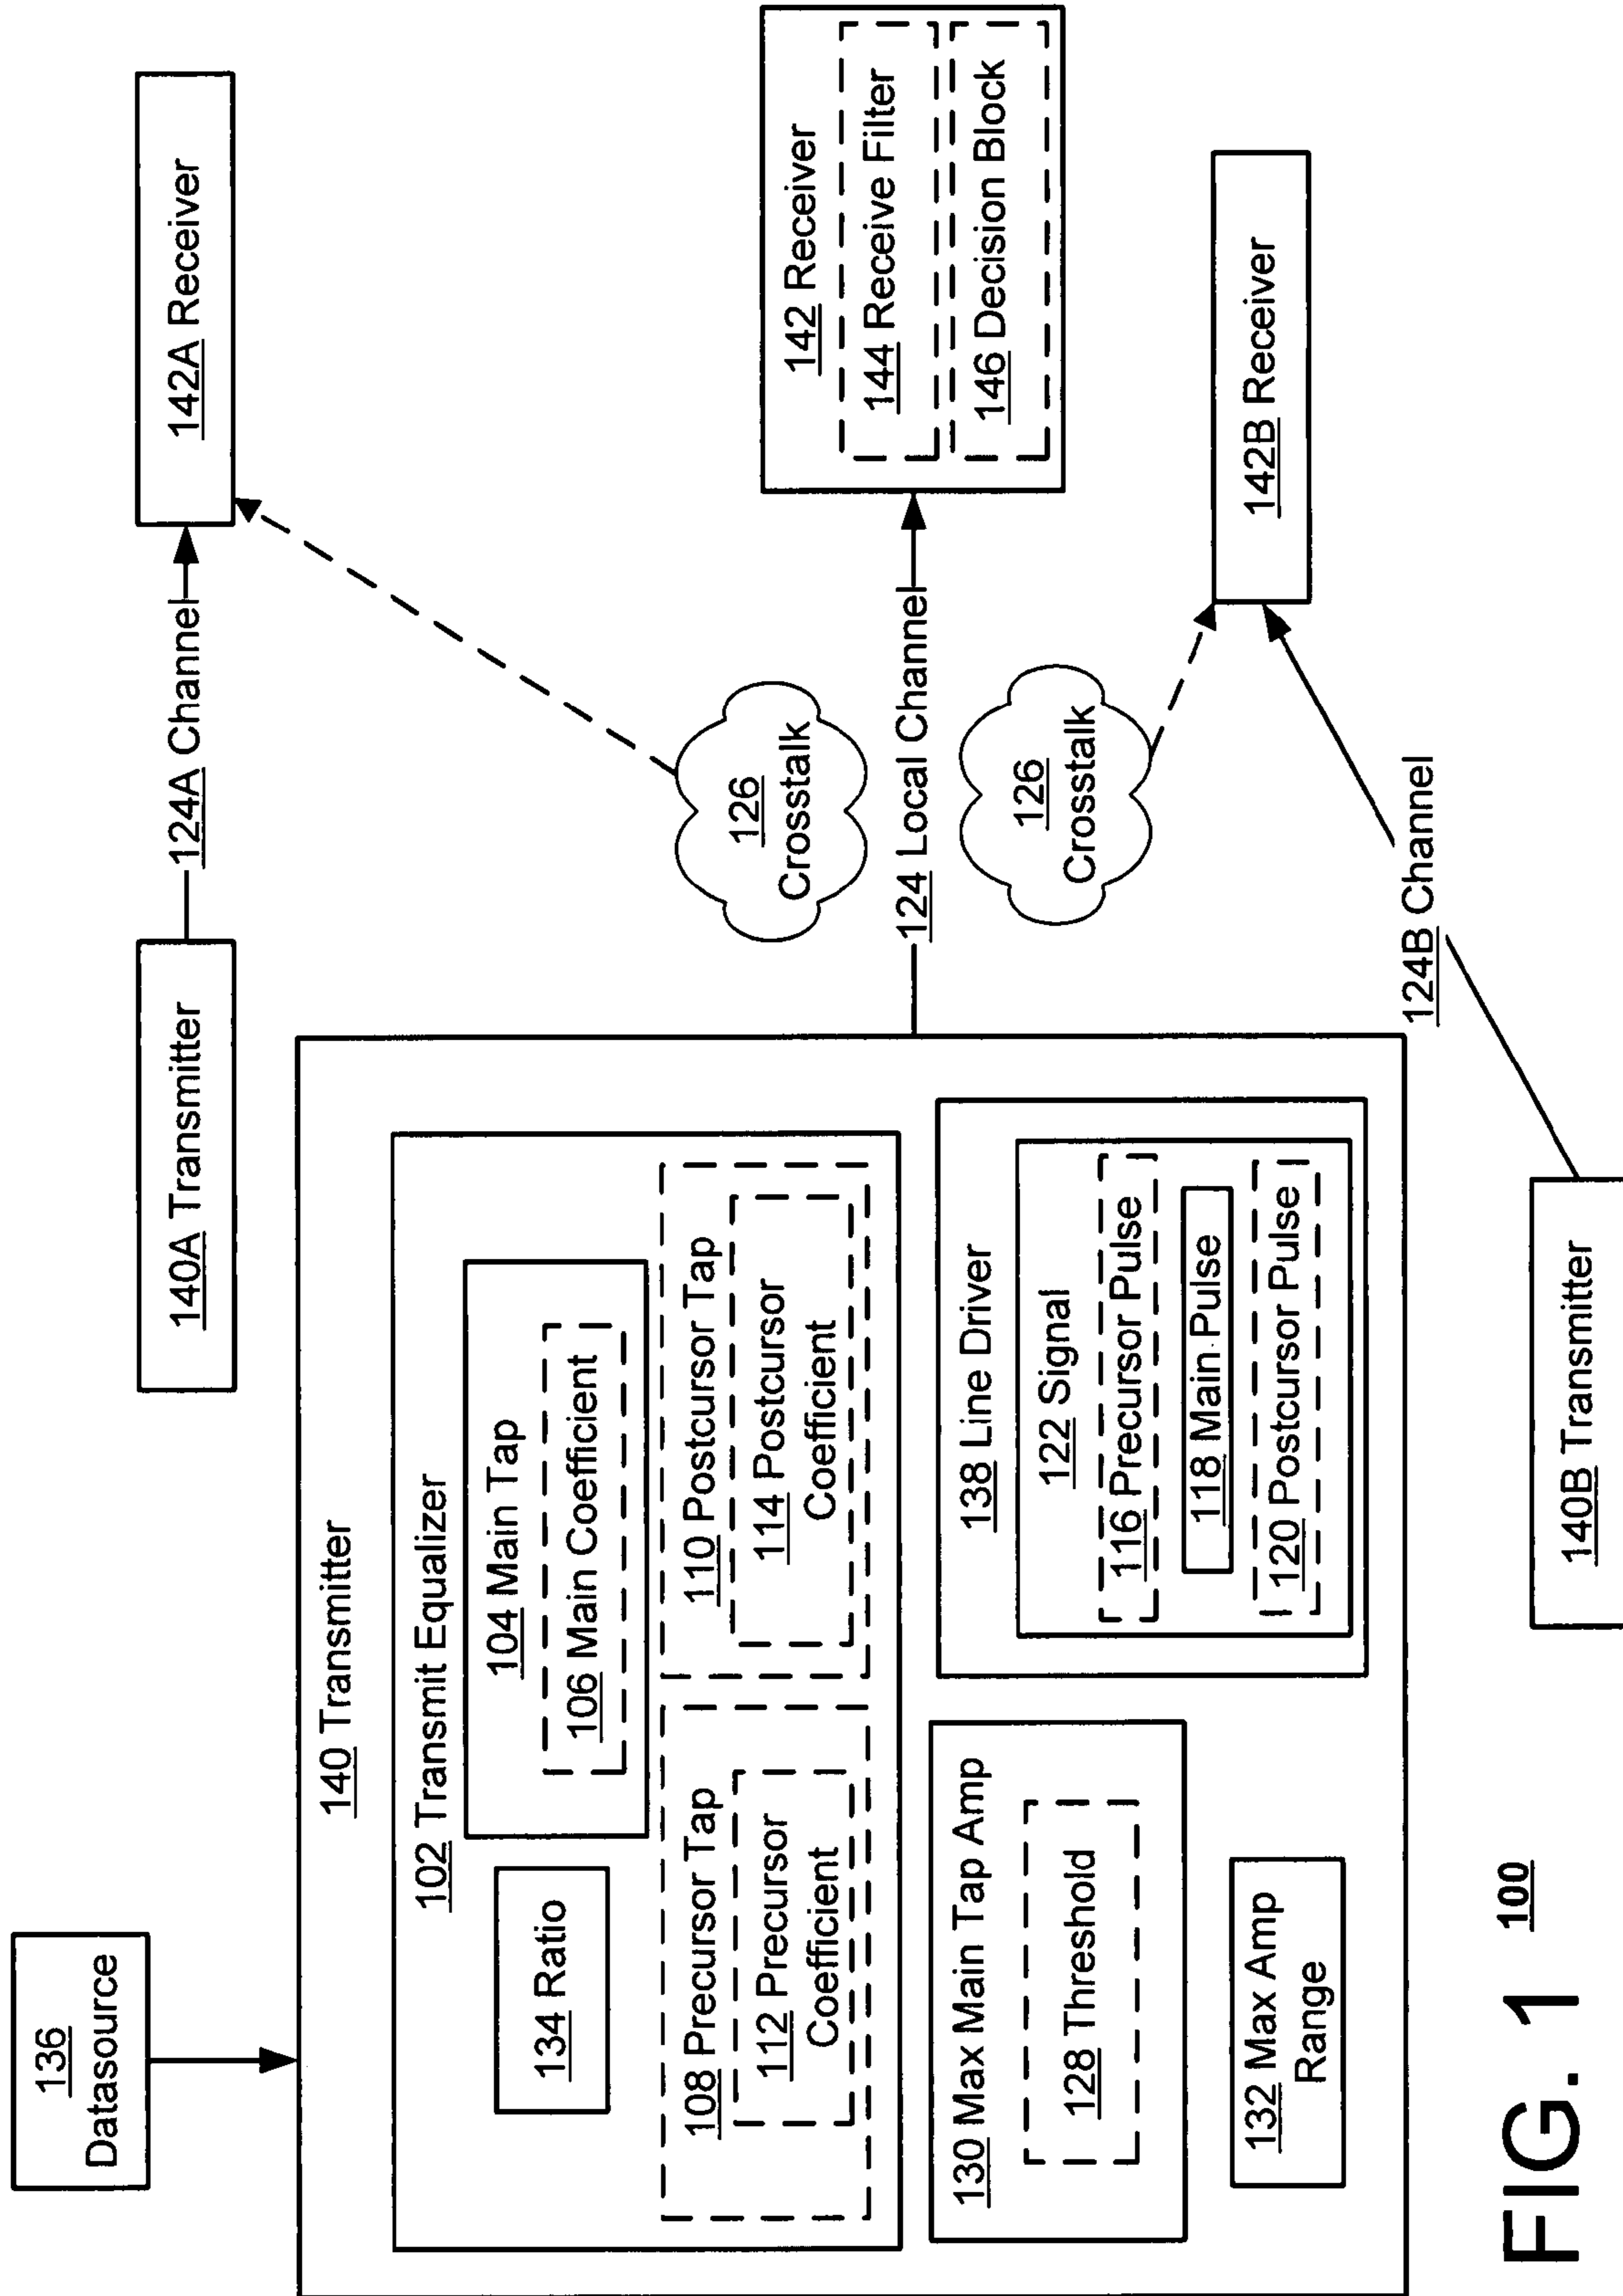 136
Datasource
140 Transmitter
102 Transmit Equalizer
134 Ratio
104 Main Tap
106 Main Coefficient
108 Precursor Tap
112 Precursor
Coefficient
110 Postcursor Tap
114 Postcursor
Coefficient
130 Max Main Tap Amp
128 Threshold
132 Max Amp
Range
138 Line Driver
122 Signal
116 Precursor Pulse
118 Main Pulse
120 Postcursor Pulse
140A Transmitter
124A Channel
142A Receiver
126
Crosstalk
124 Local Channel
126
Crosstalk
142 Receiver
144 Receive Filter
146 Decision Block
142B Receiver
124B Channel
140B Transmitter
FIG. 1
100